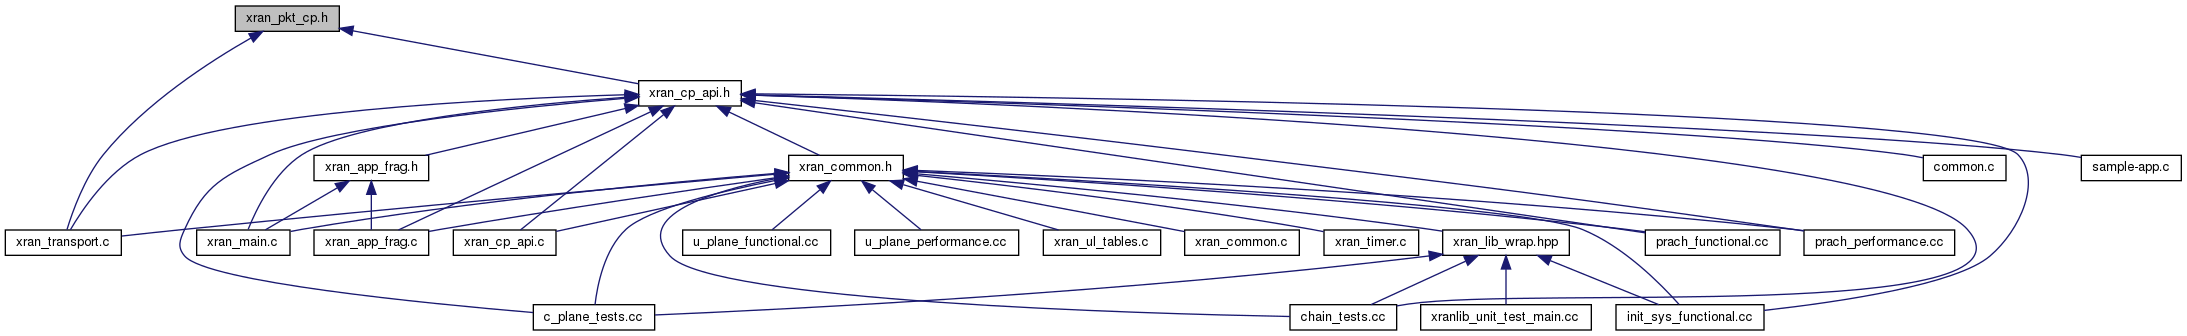 xran_pkt_cp.h
xran_cp_api.h
xran_app_frag.h
xran_common.h
common.c
sample-app.c
xran_transport.c
xran_main.c
xran_app_frag.c
xran_cp_api.c
u_plane_functional.cc
u_plane_performance.cc
xran_ul_tables.c
xran_common.c
xran_timer.c
xran_lib_wrap.hpp
prach_functional.cc
prach_performance.cc
c_plane_tests.cc
chain_tests.cc
xranlib_unit_test_main.cc
init_sys_functional.cc